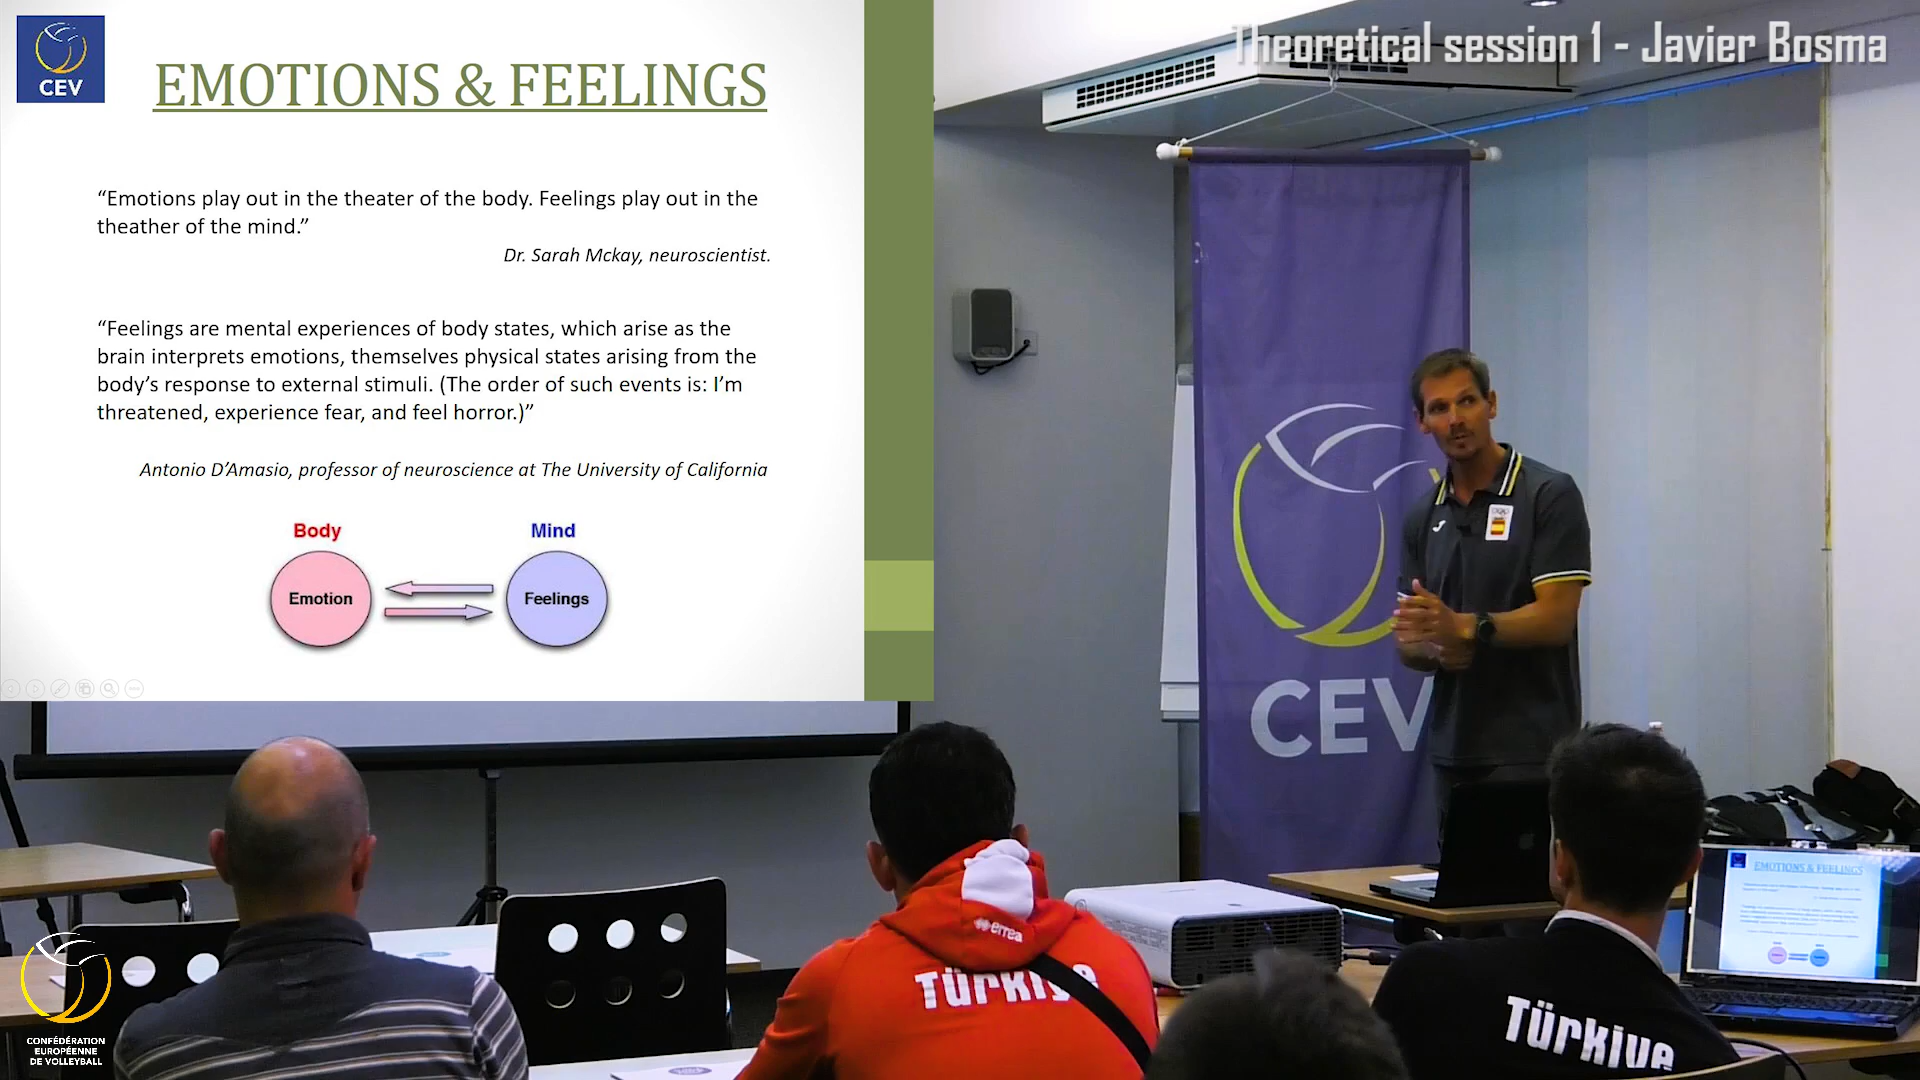 Theoretical session 1 - Javier Bosma
CEV
EMOTIONS & FEELINGS
“Emotions play out in the theater of the body. Feelings play out in the
theather of the mind.”
Dr. Sarah Mckay, neuroscientist.
“Feelings are mental experiences of body states, which arise as the
brain interprets emotions, themselves physical states arising from the
body’s response to external stimuli. (The order of such events is: I’m
threatened, experience fear, and feel horror.)”
Antonio D’Amasio, professor of neuroscience at The University of California
Body
Mind
Emotion
Feelings
CEV
errea
Türkiye
Türkiye
EMOTIONS & FEELINGS
CONFÉDÉRATION
EUROPÉENNE
DE VOLLEYBALL